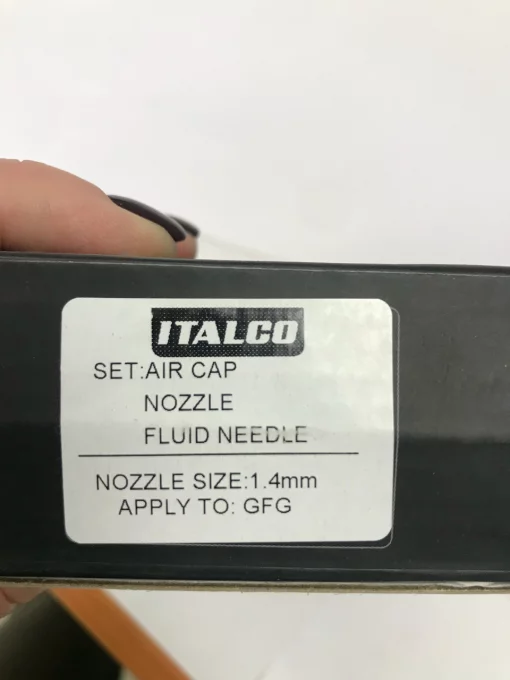 ITALCO
SET:AIR CAP
NOZZLE
FLUID NEEDLE
NOZZLE SIZE:1.4mm
APPLY TO: GFG